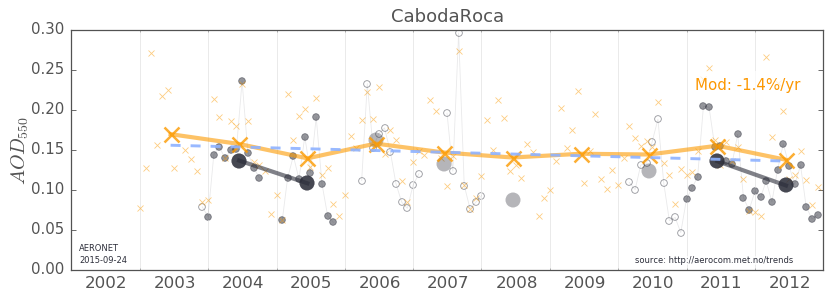 CabodaRoca
0.30
0.25
0.20
0.15
0.10
0.05
0.00
AOD550
Mod: -1.4%/yr
AERONET
2015-09-24
source: http://aerocom.met.no/trends
2002 2003 2004 2005 2006 2007 2008 2009 2010 2011 2012